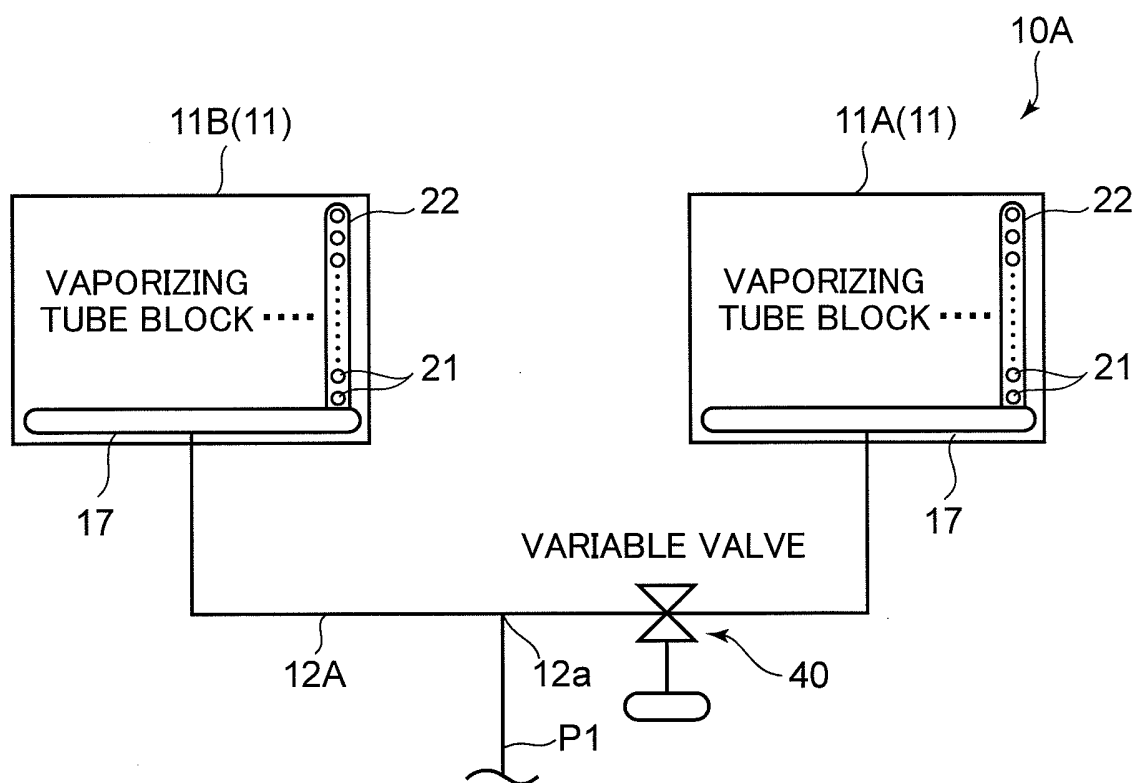 10A
11B(11)
11A(11)
22
22
VAPORIZING
TUBE BLOCK
VAPORIZING
TUBE BLOCK
21
21
17
17
VARIABLE VALVE
12A
12a
40
P1